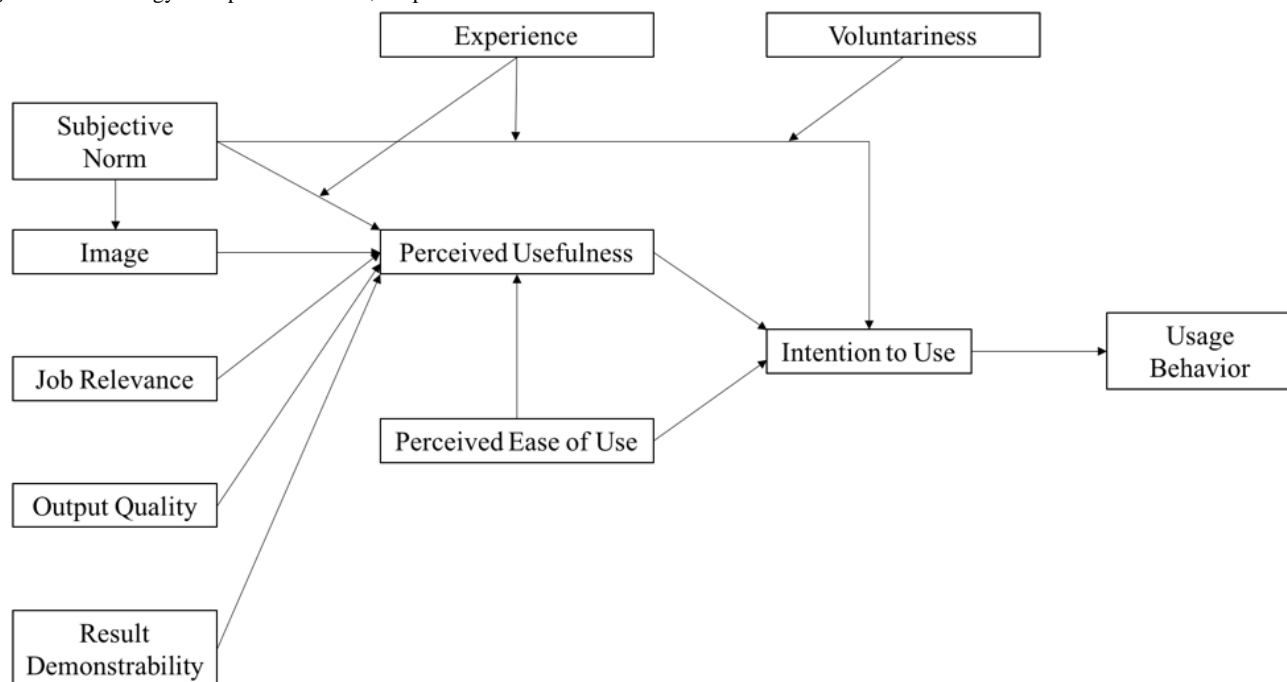 Experience
Voluntariness
Subjective
Norm
Image
Perceived Usefulness
Intention to Use
Usage
Behavior
Job Relevance
Perceived Ease of Use
Output Quality
Result
Demonstrability